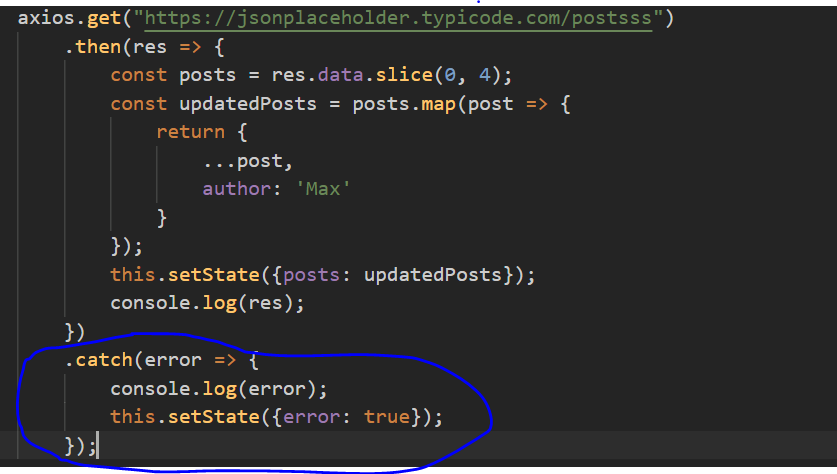 axios.get("https://jsonplaceholder.typicode.com/postsss")
.then(res => {
const posts = res.data.slice(0, 4);
const updatedPosts = posts.map(post => {
return {
...post,
author: 'Max'
}
});
this.setState({posts: updatedPosts});
console.log(res);
})
.catch(error => {
console.log(error);
this.setState({error: true});
});